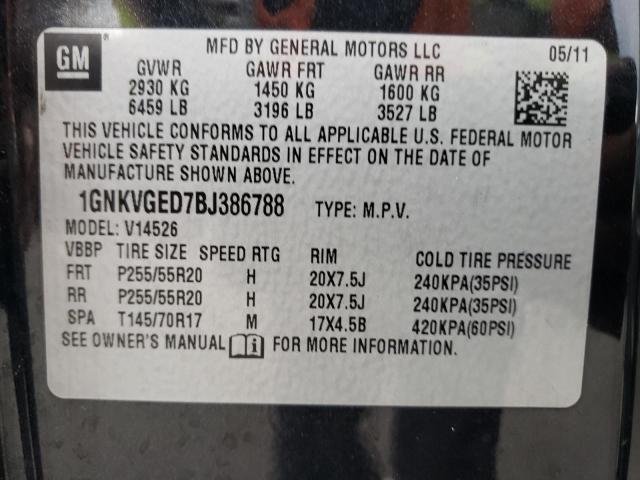 GM
MFD BY GENERAL MOTORS LLC 05/11
GVWR GAWR FRT GAWR RR
2930 KG 1450 KG 1600 KG
6459 LB 3196 LB 3527 LB
THIS VEHICLE CONFORMS TO ALL APPLICABLE U.S. FEDERAL MOTOR
VEHICLE SAFETY STANDARDS IN EFFECT ON THE DATE OF
MANUFACTURE SHOWN ABOVE.
1GNKVGED7BJ386788 TYPE: M.P.V.
MODEL: V14526
VBBP TIRE SIZE SPEED RTG RIM COLD TIRE PRESSURE
FRT P255/55R20 H 20X7.5J 240KPA(35PSI)
RR P255/55R20 H 20X7.5J 240KPA(35PSI)
SPA T145/70R17 M 17X4.5B 420KPA(60PSI)
SEE OWNER'S MANUAL i FOR MORE INFORMATION.